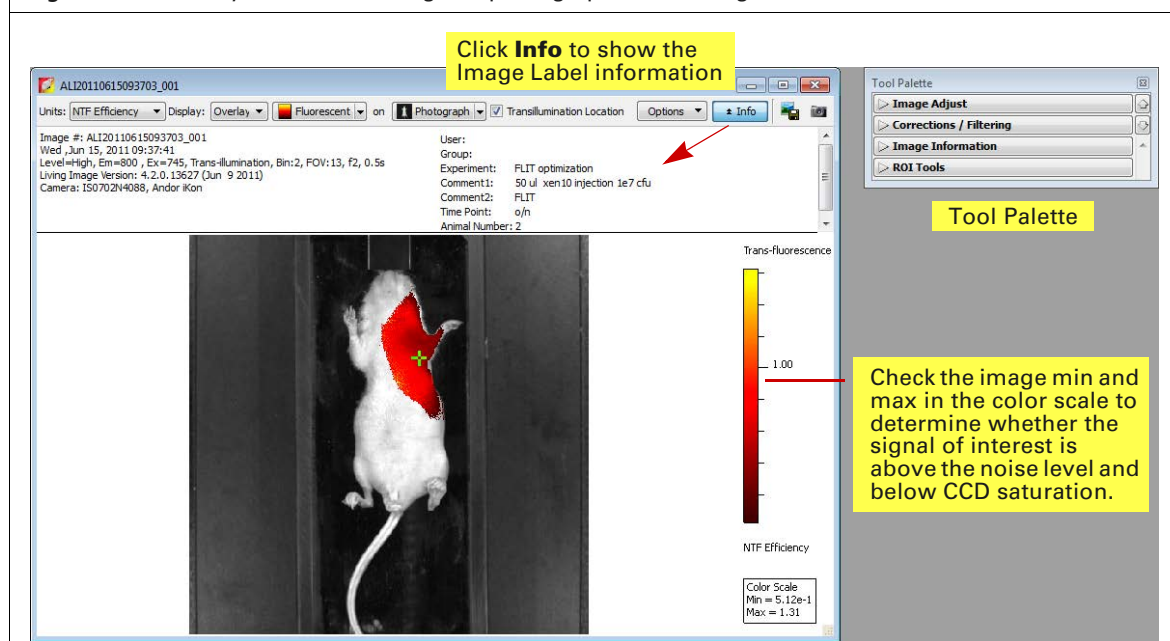 Click Info to show the
Image Label information
ALI20110615093703_001
Units: NTF Efficiency Display: Overlay Fluorescent on Photograph Transillumination Location Options Info
Image #: ALI20110615093703_001
Wed ,Jun 15, 2011 09:37:41
Level=High, Em=800 , Ex=745, Trans-illumination, Bin:2, FOV:13, f2, 0.5s
Living Image Version: 4.2.0.13627 (Jun 9 2011)
Camera: IS0702N4088, Andor iKon
User:
Group:
Experiment: FLIT optimization
Comment1: 50 ul xen10 injection 1e7 cfu
Comment2: FLIT
Time Point: o/n
Animal Number: 2
Tool Palette
Image Adjust
Corrections / Filtering
Image Information
ROI Tools
Tool Palette
Trans-fluorescence
1.00
NTF Efficiency
Color Scale
Min = 5.12e-1
Max = 1.31
Check the image min and
max in the color scale to
determine whether the
signal of interest is
above the noise level and
below CCD saturation.